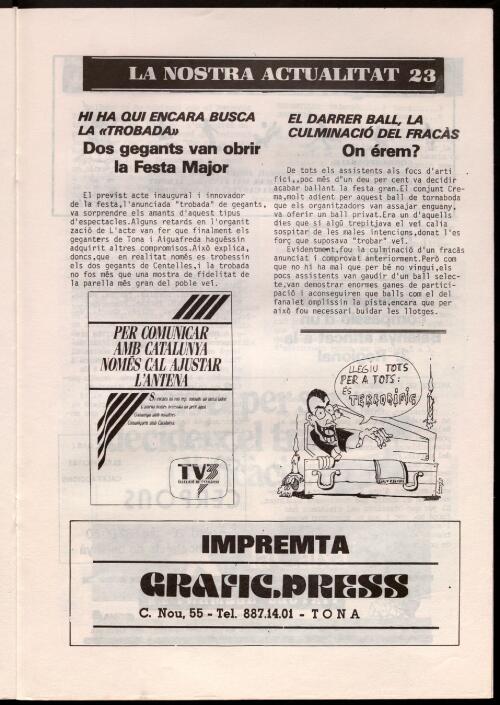 LA NOSTRA ACTUALITAT 23
HI HA QUI ENCARA BUSCA
LA «TROBADA»
Dos gegants van obrir
la Festa Major
El previst acte inaugural i innovador
de la festa,l'anunciada "trobada" de gegants,
va sorprendre els amants d'aquest tipus
d'espectacles.Alguns retards en l'organit
zació de L'acte van fer que finalment els
geganters de Tona i Aiguafreda haguéssin
adquirit altres compromisos.Això explica,
doncs,que en realitat només es trobessin
els dos gegants de Centelles,i la trobada
no fos més que una mostra de fidelitat de
la parella més gran del poble veí.
PER COMUNICAR
AMB CATALUNYA
NOMÉS CAL AJUSTAR
L'ANTENA
Comuniqui amb nosaltres.
Comuniquem amb Catalunya.
TV3
TELEVISIÓ DE CATALUNYA
EL DARRER BALL, LA
CULMINACIÓ DEL FRACÀS
On érem?
De tots els assistents als focs d'arti
fici,,poc més d'un deu per cent va decidir
acabar ballant la festa gran.El conjunt Cre-
ma,molt adient per aquest ball de tornaboda
que els organitzadors van assajar enguany,
va oferir un ball privat.Era un d'aquells
dies que si algú trepitjava el veí calia
sospitar de les males intencions,donat l'es
forç que suposava "trobar" veí.
Evidentment,fou la culminació d'un fracàs
anunciat i comprovat anteriorment.Però com
que no hi ha mal que per bé no vingui,els
pocs assistents van gaudir d'un ball selec-
te,van demostrar enormes ganes de partici-
pació i aconseguiren que balls com el del
fanalet omplissin la pista,encara que per
això fou necessari buidar les llotges.
LLEGIU TOTS
PER A TOTS:
ÉS
TERRORIFIC
IMPREMTA
GRAFIC.PRESS
C. Nou, 55 - Tel. 887.14.01 - TONA